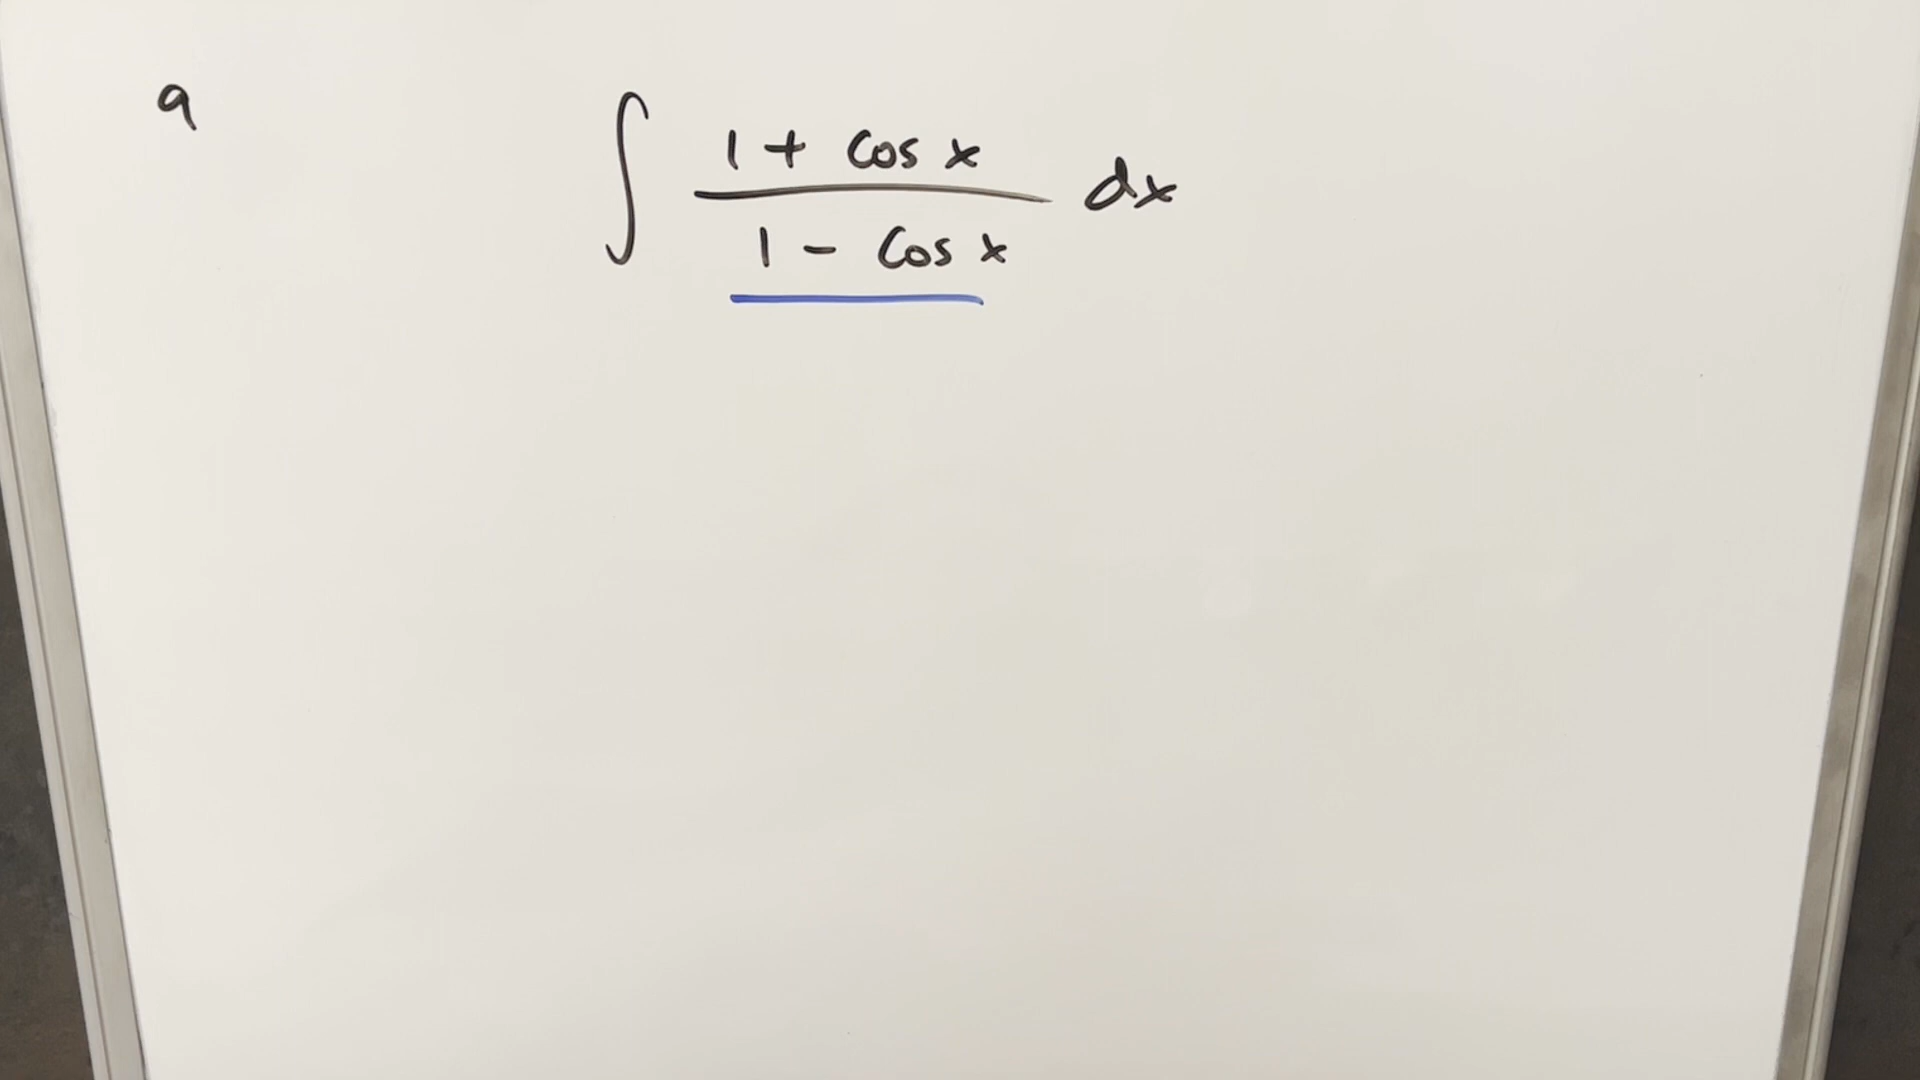 9
∫ (1 + cos x)/(1 - cos x) dx